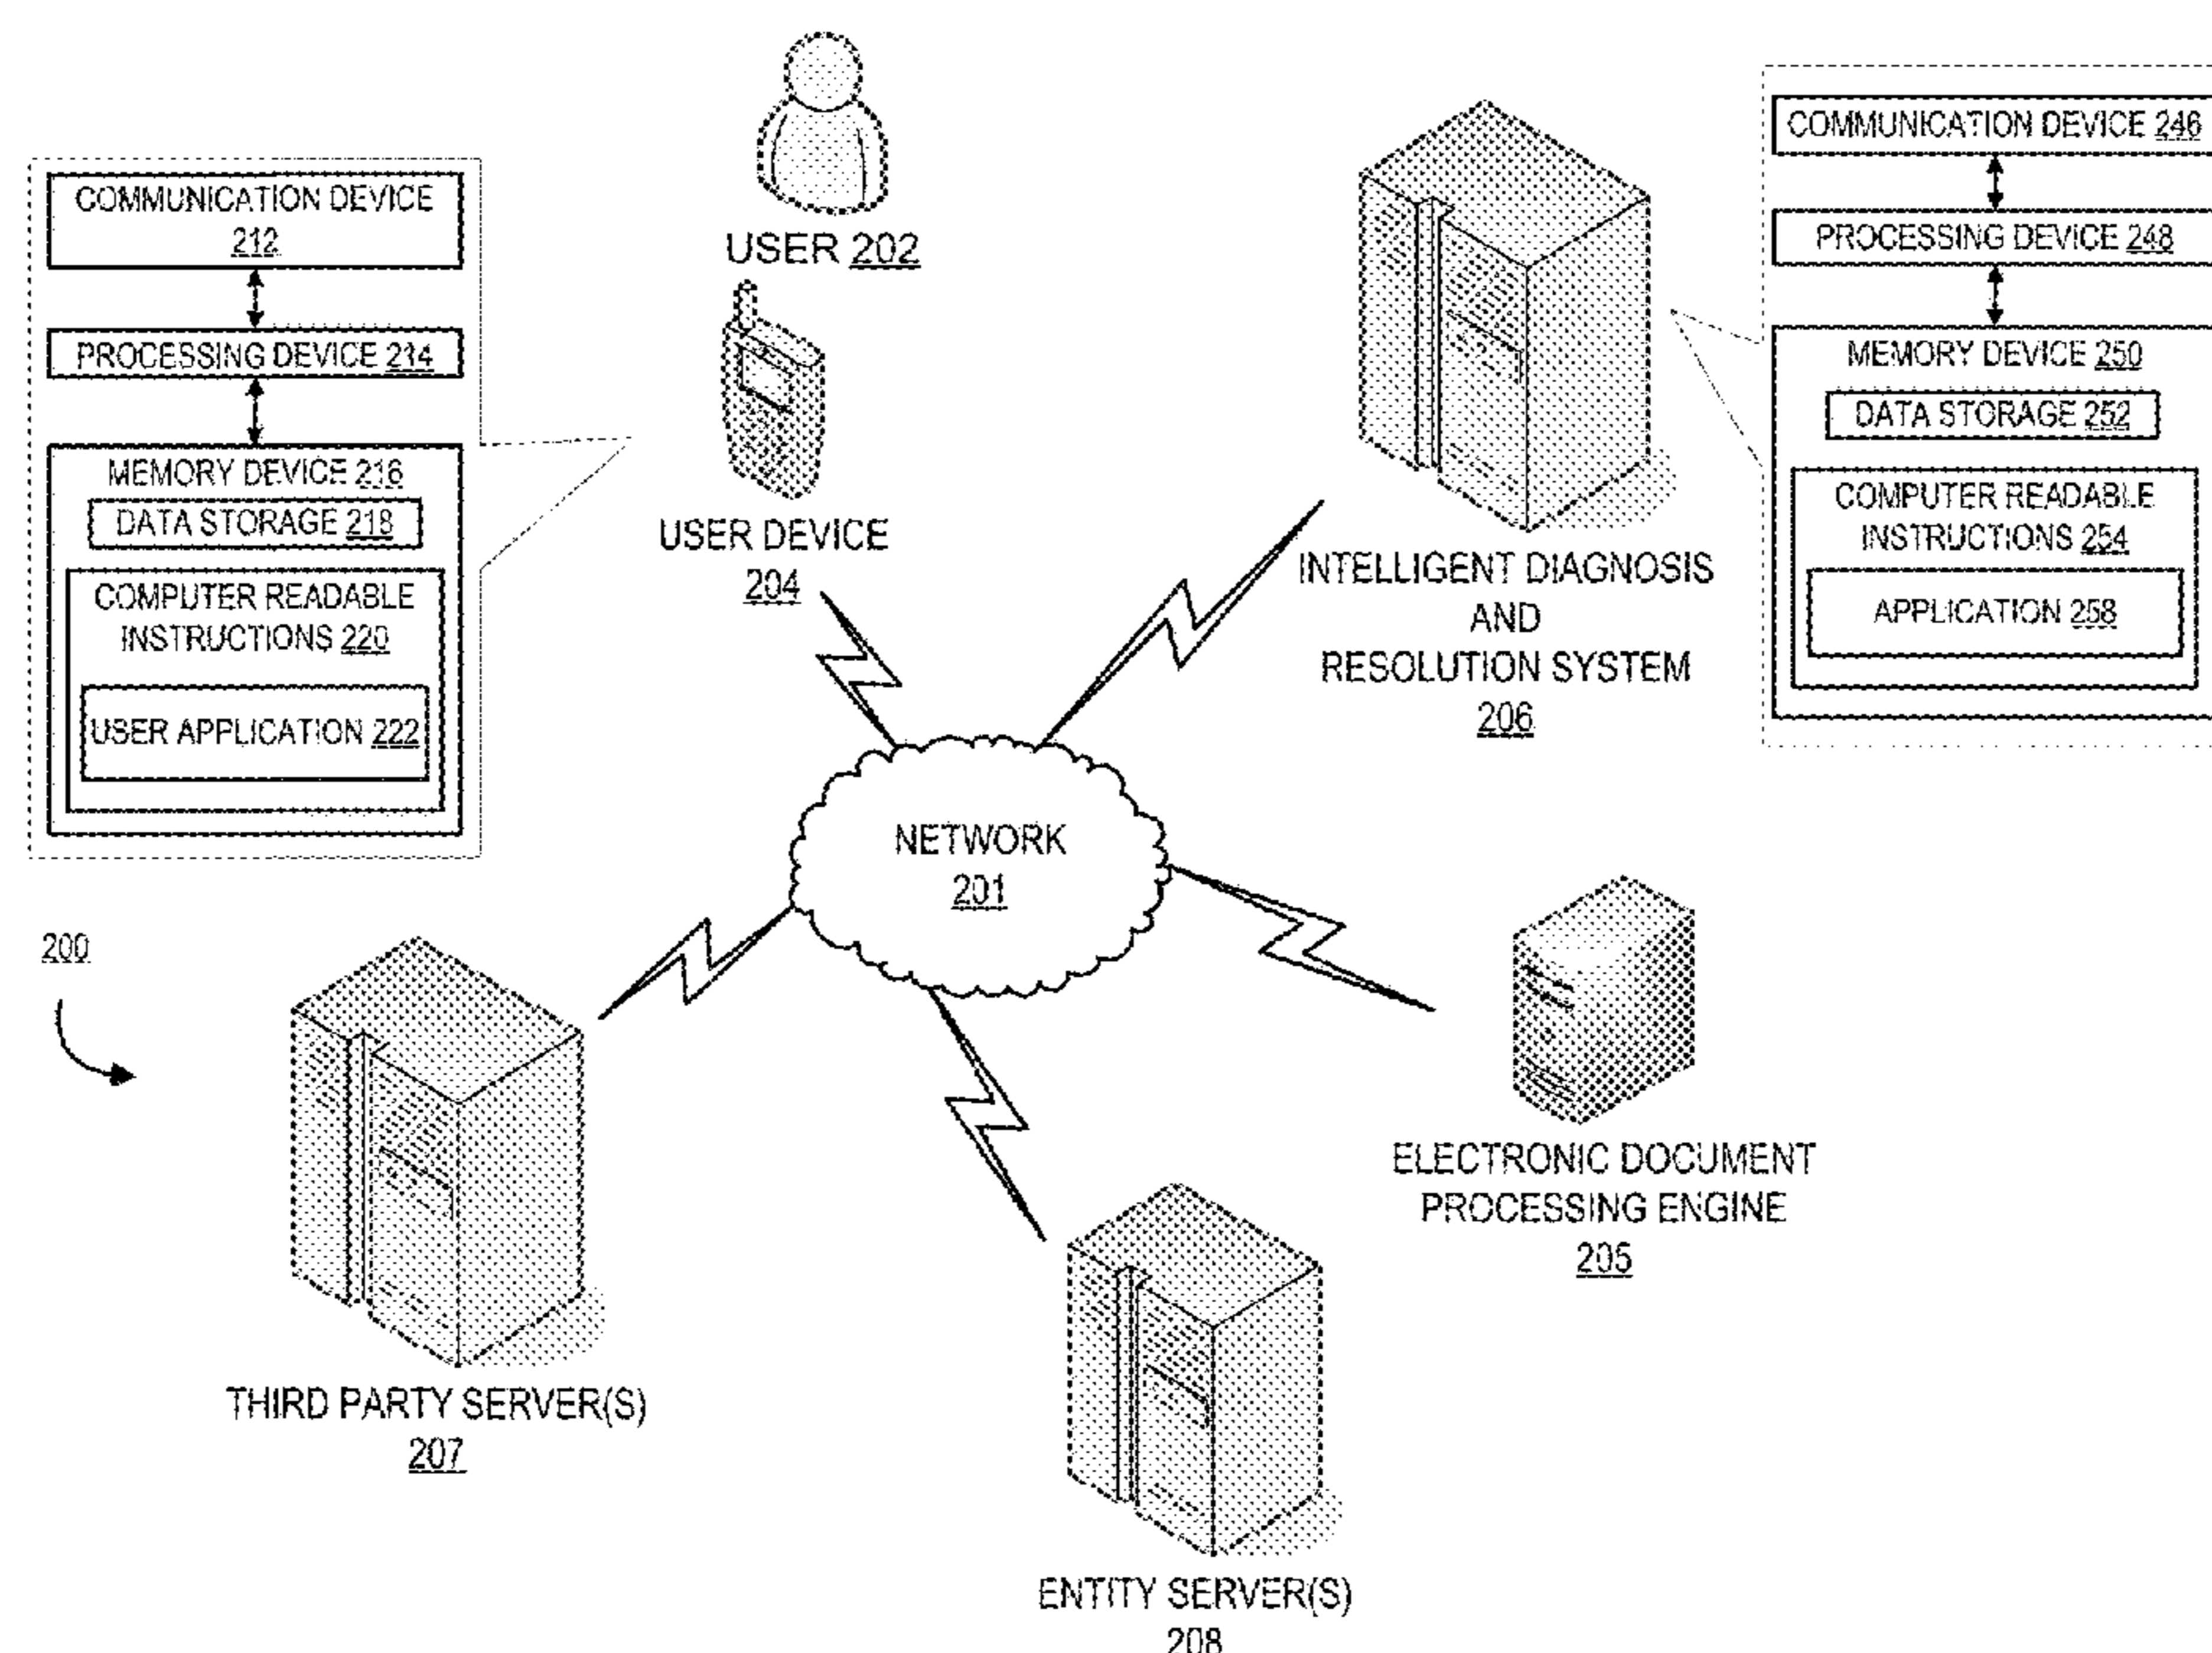 COMMUNICATION DEVICE
212
PROCESSING DEVICE 214
MEMORY DEVICE 216
DATA STORAGE 218
COMPUTER READABLE
INSTRUCTIONS 220
USER APPLICATION 222
USER 202
USER DEVICE
204
INTELLIGENT DIAGNOSIS
AND
RESOLUTION SYSTEM
206
COMMUNICATION DEVICE 246
PROCESSING DEVICE 248
MEMORY DEVICE 250
DATA STORAGE 252
COMPUTER READABLE
INSTRUCTIONS 254
APPLICATION 258
NETWORK
201
200
THIRD PARTY SERVER(S)
207
ENTITY SERVER(S)
208
ELECTRONIC DOCUMENT
PROCESSING ENGINE
205